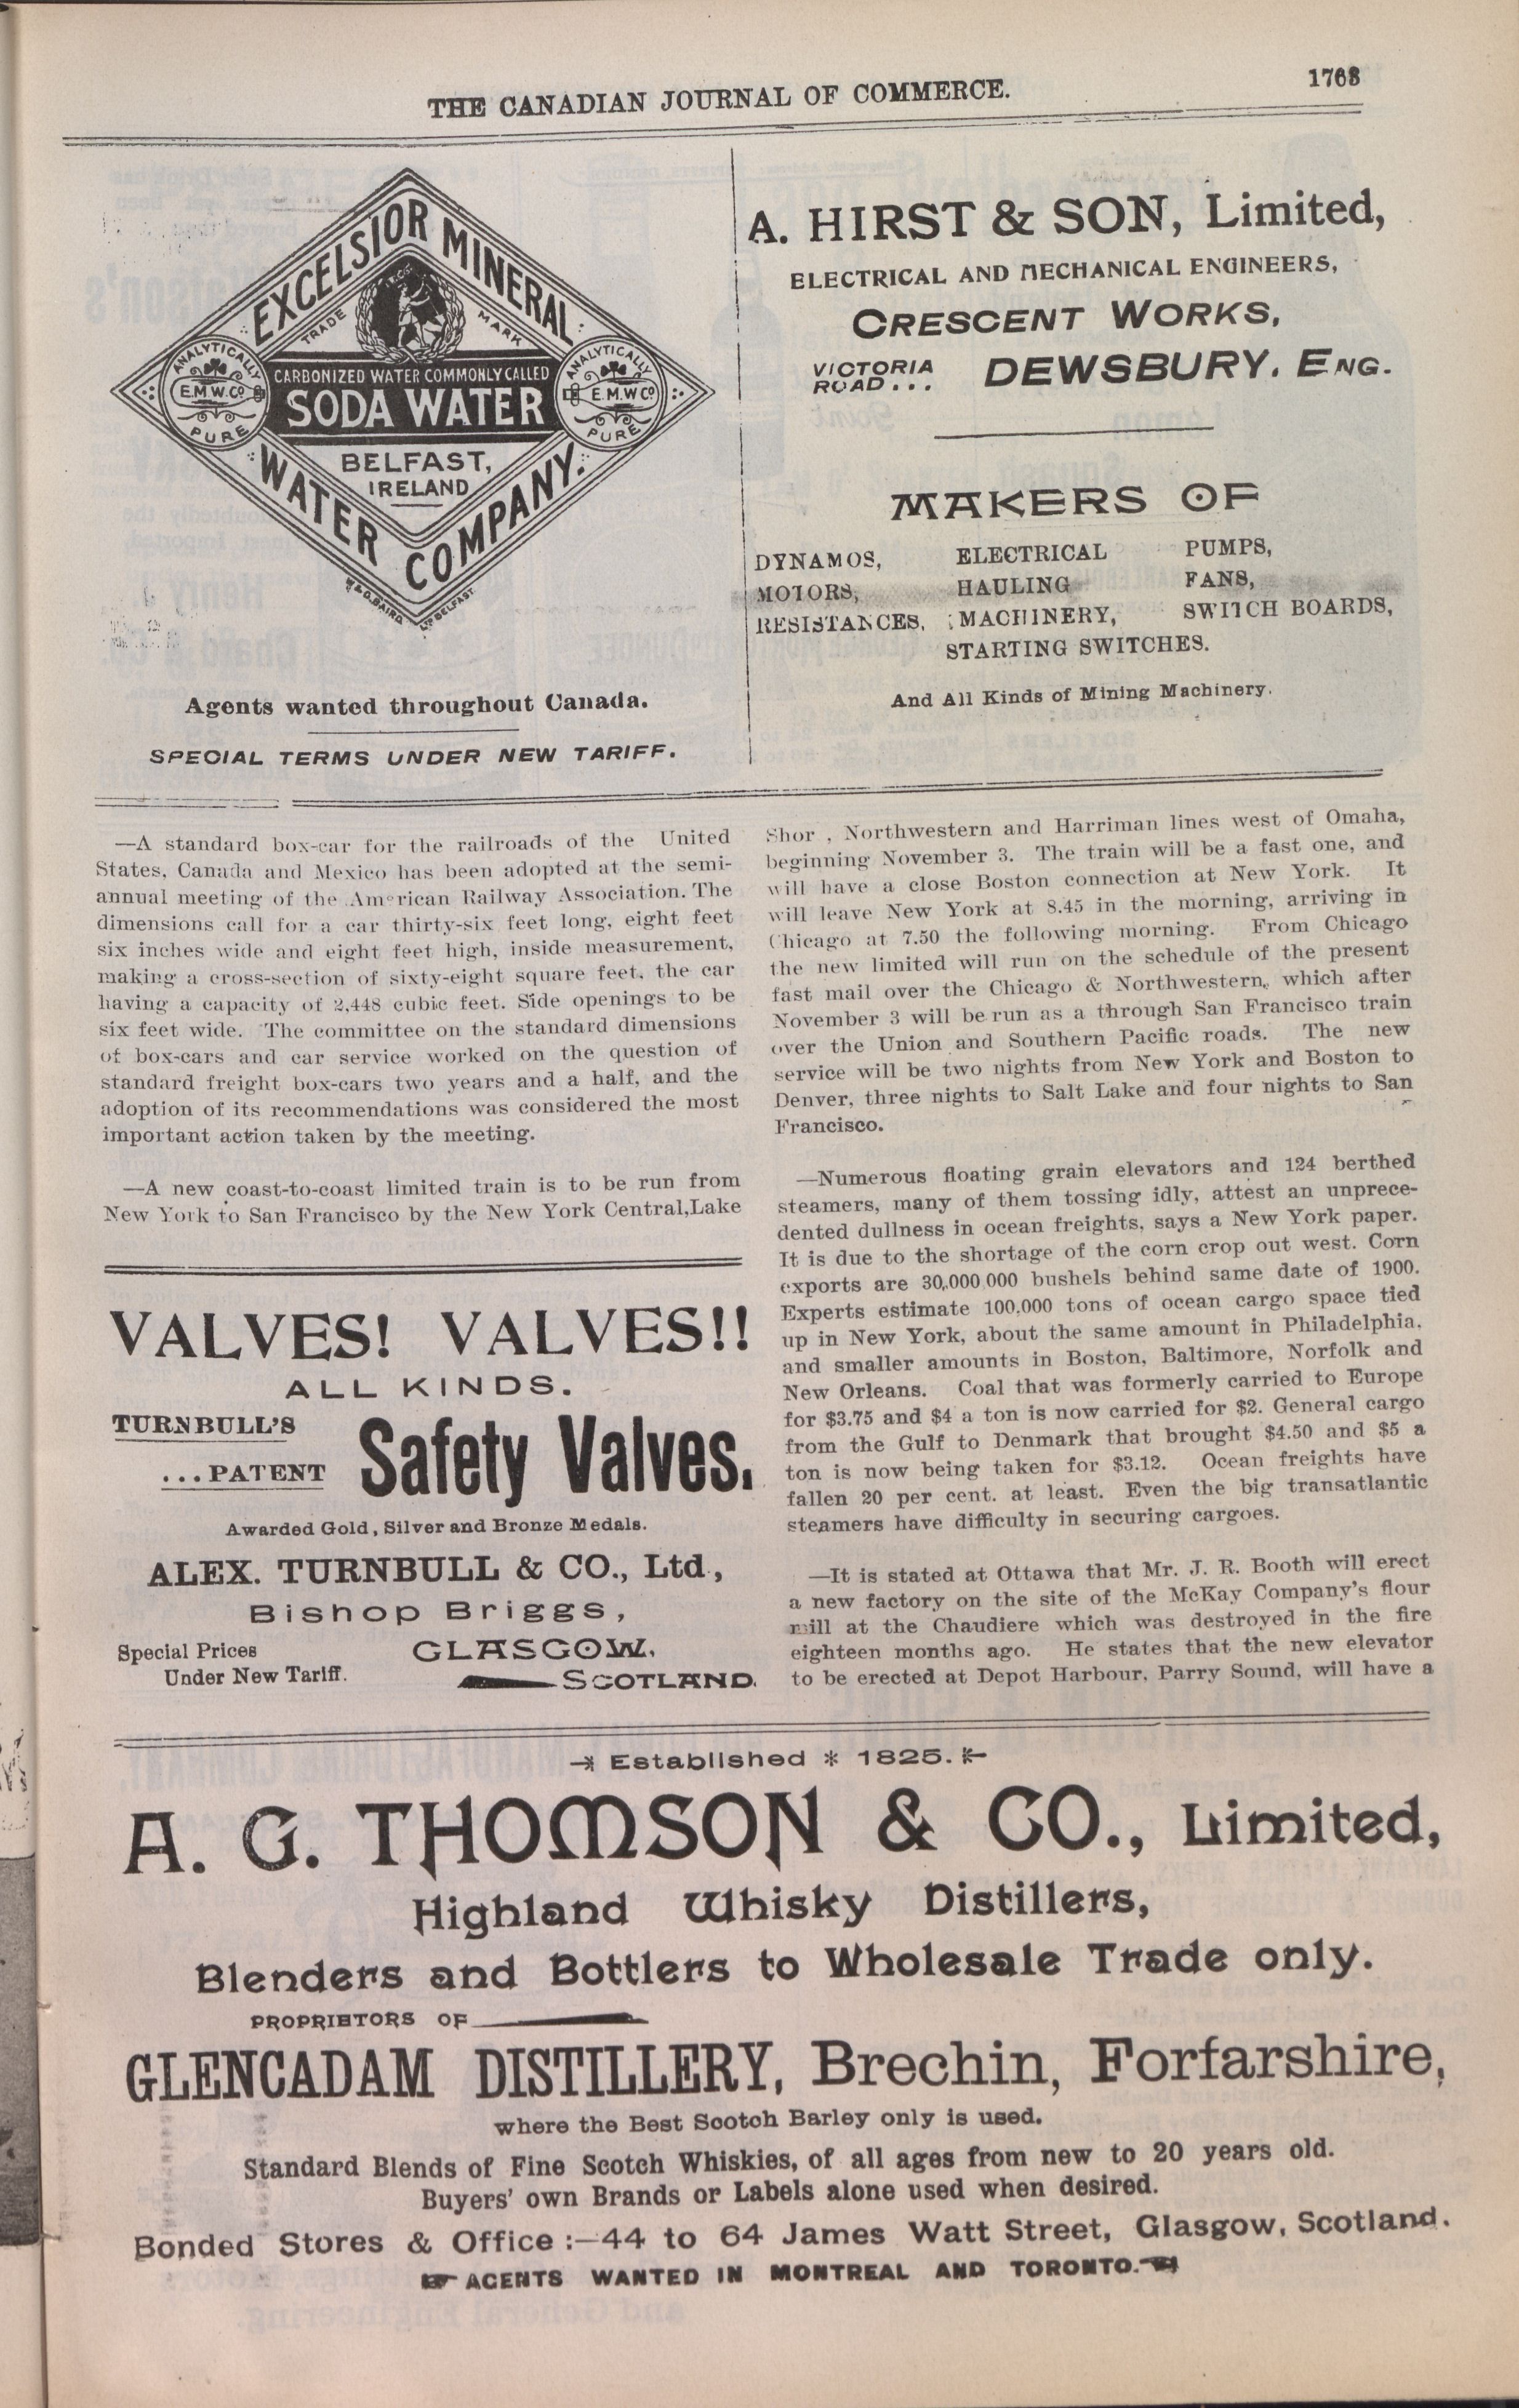 THE CANADIAN JOURNAL OF COMMERCE.
1763
EXCELSIOR MINERAL
TRADE MARK
ANALYTICALLY
E.M.W.Co
PURE
CARBONIZED WATER COMMONLY CALLED
SODA WATER
ANALYTICALLY
E.M.W Co
PURE
BELFAST,
IRELAND
WATER COMPANY.
W & G. BAIRD, LTD BELFAST
Agents wanted throughout Canada.
SPECIAL TERMS UNDER NEW TARIFF.
A. HIRST & SON, Limited,
ELECTRICAL AND MECHANICAL ENGINEERS,
CRESCENT WORKS,
VICTORIA
ROAD...
DEWSBURY. ENG.
MAKERS OF
DYNAMOS, ELECTRICAL PUMPS,
MOTORS, HAULING FANS,
RESISTANCES, MACHINERY, SWITCH BOARDS,
STARTING SWITCHES.
And All Kinds of Mining Machinery.
—A standard box-car for the railroads of the United
States, Canada and Mexico has been adopted at the semi-
annual meeting of the American Railway Association. The
dimensions call for a car thirty-six feet long, eight feet
six inches wide and eight feet high, inside measurement,
making a cross-section of sixty-eight square feet, the car
having a capacity of 2,448 cubic feet. Side openings to be
six feet wide. The committee on the standard dimensions
of box-cars and car service worked on the question of
standard freight box-cars two years and a half, and the
adoption of its recommendations was considered the most
important action taken by the meeting.
—A new coast-to-coast limited train is to be run from
New York to San Francisco by the New York Central,Lake
VALVES! VALVES!!
ALL KINDS.
TURNBULL'S
...PATENT
Safety Valves.
Awarded Gold, Silver and Bronze Medals.
ALEX. TURNBULL & CO., Ltd.,
Bishop Briggs,
Special Prices
Under New Tariff.
GLASGOW,
SCOTLAND.
Shor , Northwestern and Harriman lines west of Omaha,
beginning November 3. The train will be a fast one, and
will have a close Boston connection at New York. It
will leave New York at 8.45 in the morning, arriving in
Chicago at 7.50 the following morning. From Chicago
the new limited will run on the schedule of the present
fast mail over the Chicago & Northwestern, which after
November 3 will be run as a through San Francisco train
over the Union and Southern Pacific roads. The new
service will be two nights from New York and Boston to
Denver, three nights to Salt Lake and four nights to San
Francisco.
—Numerous floating grain elevators and 124 berthed
steamers, many of them tossing idly, attest an unprece-
dented dullness in ocean freights, says a New York paper.
It is due to the shortage of the corn crop out west. Corn
exports are 30,000,000 bushels behind same date of 1900.
Experts estimate 100,000 tons of ocean cargo space tied
up in New York, about the same amount in Philadelphia,
and smaller amounts in Boston, Baltimore, Norfolk and
New Orleans. Coal that was formerly carried to Europe
for $3.75 and $4 a ton is now carried for $2. General cargo
from the Gulf to Denmark that brought $4.50 and $5 a
ton is now being taken for $3.12. Ocean freights have
fallen 20 per cent. at least. Even the big transatlantic
steamers have difficulty in securing cargoes.
—It is stated at Ottawa that Mr. J. R. Booth will erect
a new factory on the site of the McKay Company's flour
mill at the Chaudiere which was destroyed in the fire
eighteen months ago. He states that the new elevator
to be erected at Depot Harbour, Parry Sound, will have a
Established * 1825.
A. G. THOMSON & CO., Limited,
Highland Whisky Distillers,
Blenders and Bottlers to Wholesale Trade only.
PROPRIETORS OF
GLENCADAM DISTILLERY, Brechin, Forfarshire,
where the Best Scotch Barley only is used.
Standard Blends of Fine Scotch Whiskies, of all ages from new to 20 years old.
Buyers' own Brands or Labels alone used when desired.
Bonded Stores & Office :—44 to 64 James Watt Street, Glasgow, Scotland.
AGENTS WANTED IN MONTREAL AND TORONTO.